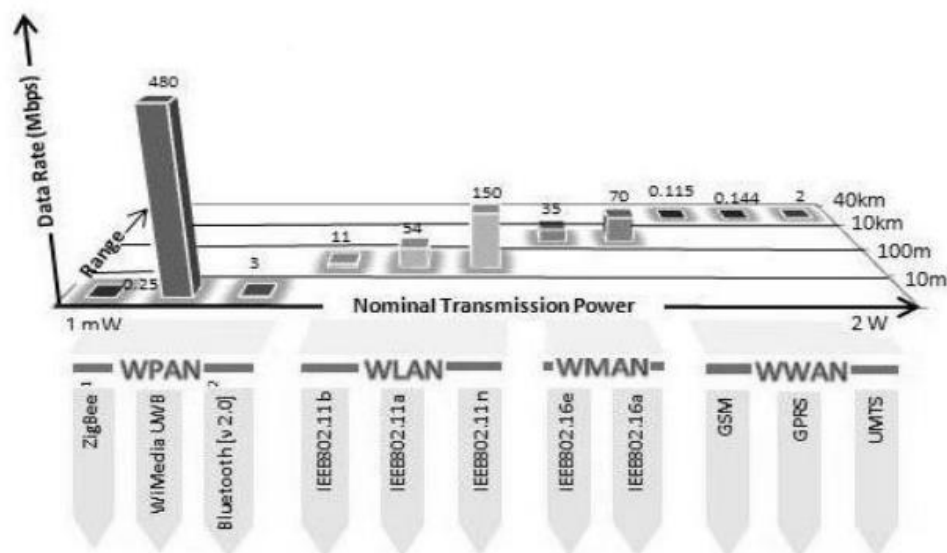 Data Rate (Mbps)
Range
480
0.25
3
11
54
150
35
70
0.115
0.144
2
40km
10km
100m
10m
Nominal Transmission Power
1 mW
2 W
WPAN
WLAN
WMAN
WWAN
ZigBee 1
WiMedia UWB
Bluetooth [v 2.0] 2
IEEE802.11b
IEEE802.11a
IEEE802.11n
IEEE802.16e
IEEE802.16a
GSM
GPRS
UMTS